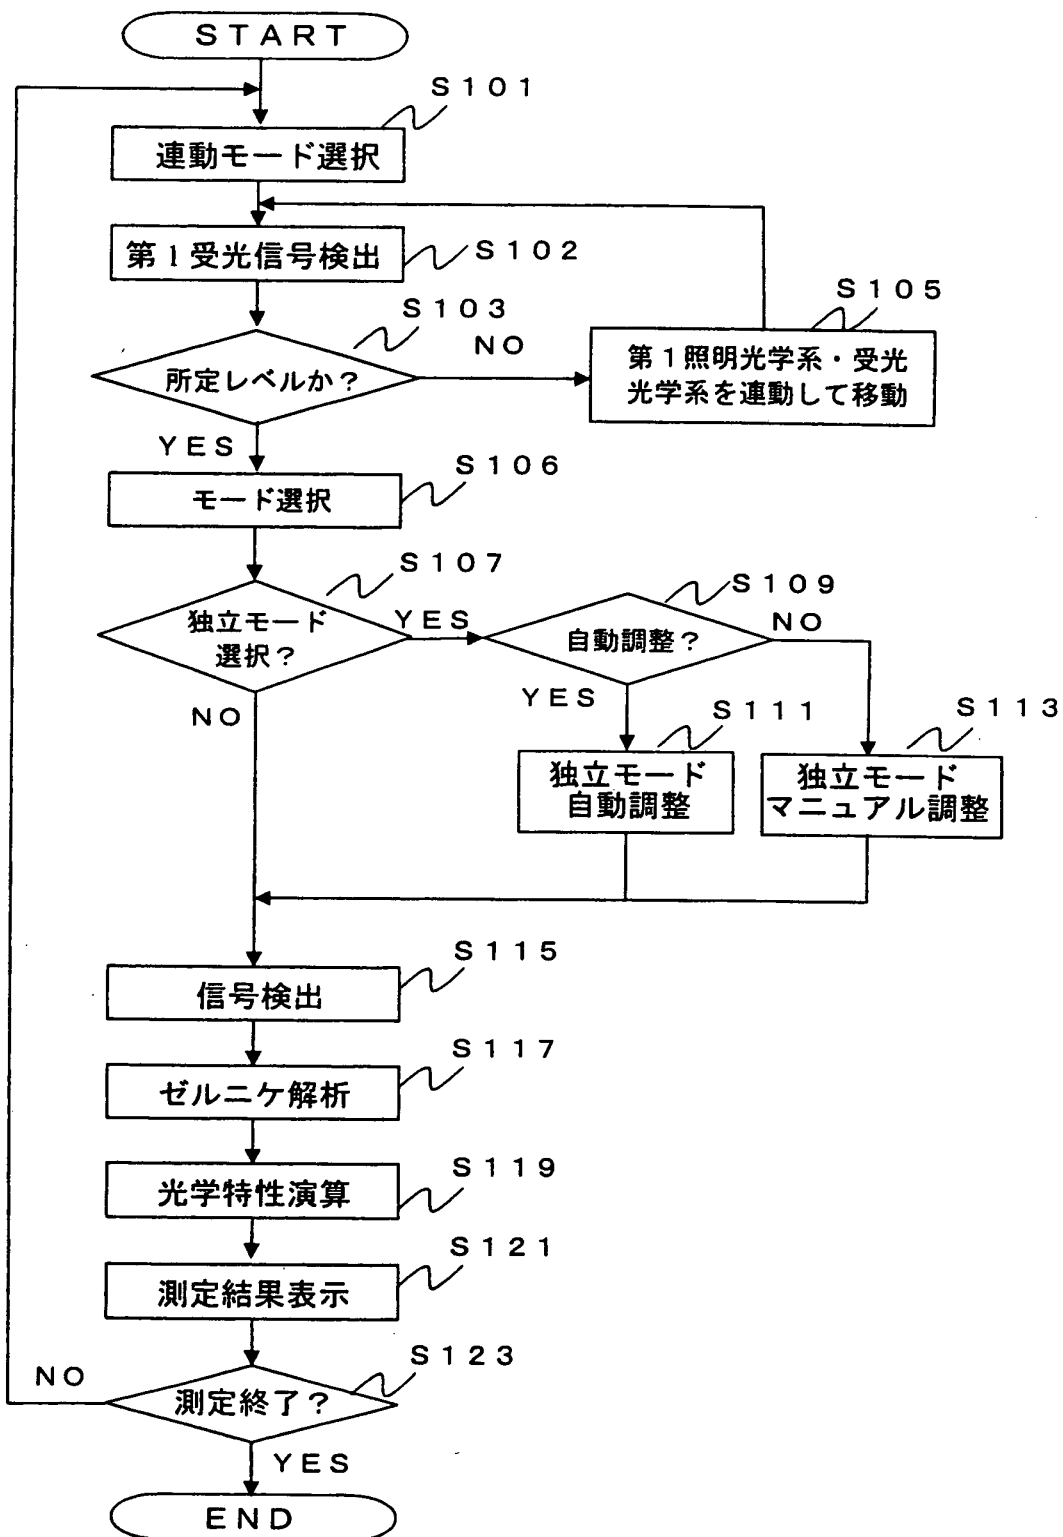 START
S101
連動モード選択
第1受光信号検出
S102
S103
所定レベルか？
NO
S105
第1照明光学系・受光
光学系を連動して移動
YES
S106
モード選択
S107
独立モード
選択？
YES
S109
自動調整？
NO
YES
NO
S111
独立モード
自動調整
S113
独立モード
マニュアル調整
S115
信号検出
S117
ゼルニケ解析
S119
光学特性演算
S121
測定結果表示
S123
NO
測定終了？
YES
END